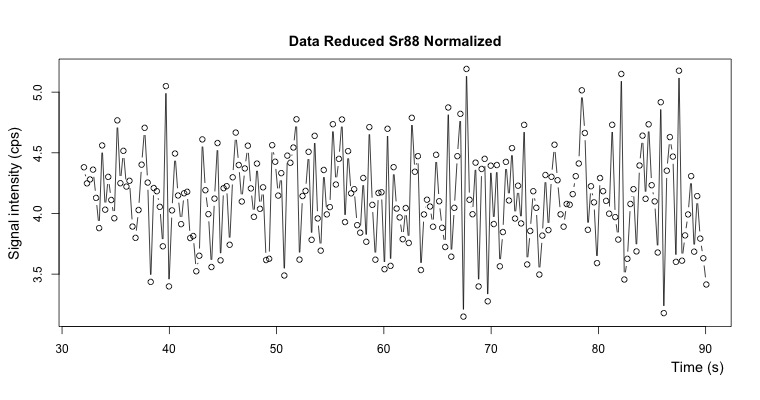 Data Reduced Sr88 Normalized
Signal intensity (cps)
5.0
4.5
4.0
3.5
30 40 50 60 70 80 90
Time (s)